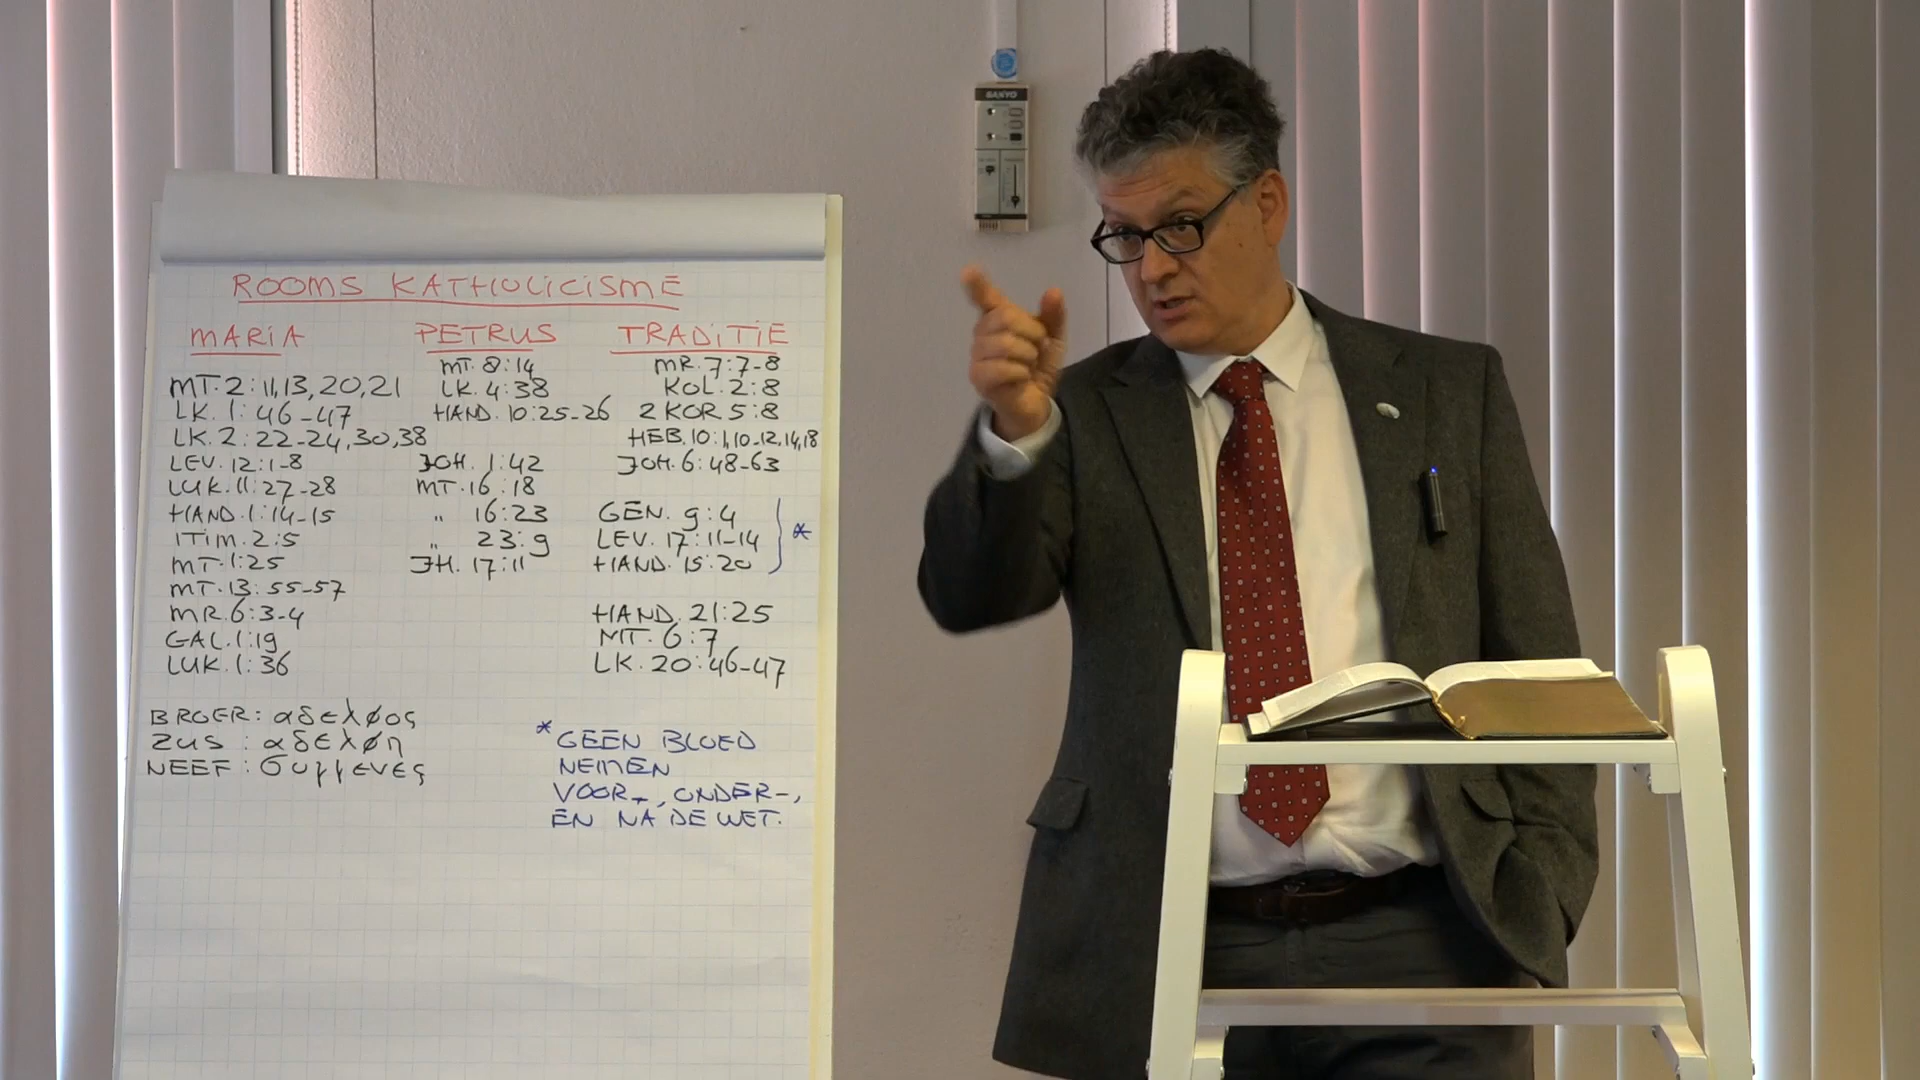 SANYO
ROOMS KATHOLICISME
MARIA
MT. 2:11,13,20,21
LK. 1:46-47
LK. 2:22-24,30,38
LEV. 12:1-8
LUK. 11:27-28
HAND. 1:14-15
1TIM. 2:5
MT. 1:25
MT. 13:55-57
MR. 6:3-4
GAL. 1:19
LUK. 1:36
BROER: αδελφος
ZUS: αδελφη
NEEF: συγγενες
PETRUS
MT. 8:14
LK. 4:38
HAND. 10:25-26
JOH. 1:42
MT. 16:18
" 16:23
" 23:9
JH. 17:11
TRADITIE
MR. 7:7-8
KOL. 2:8
2 KOR 5:8
HEB. 10:1,10-12,14,18
JOH. 6:48-63
GEN. 9:4
LEV. 17:11-14 *
HAND. 15:20
HAND. 21:25
MT. 6:7
LK. 20:46-47
* GEEN BLOED
NEMEN
VOOR-, ONDER-,
EN NA DE WET.